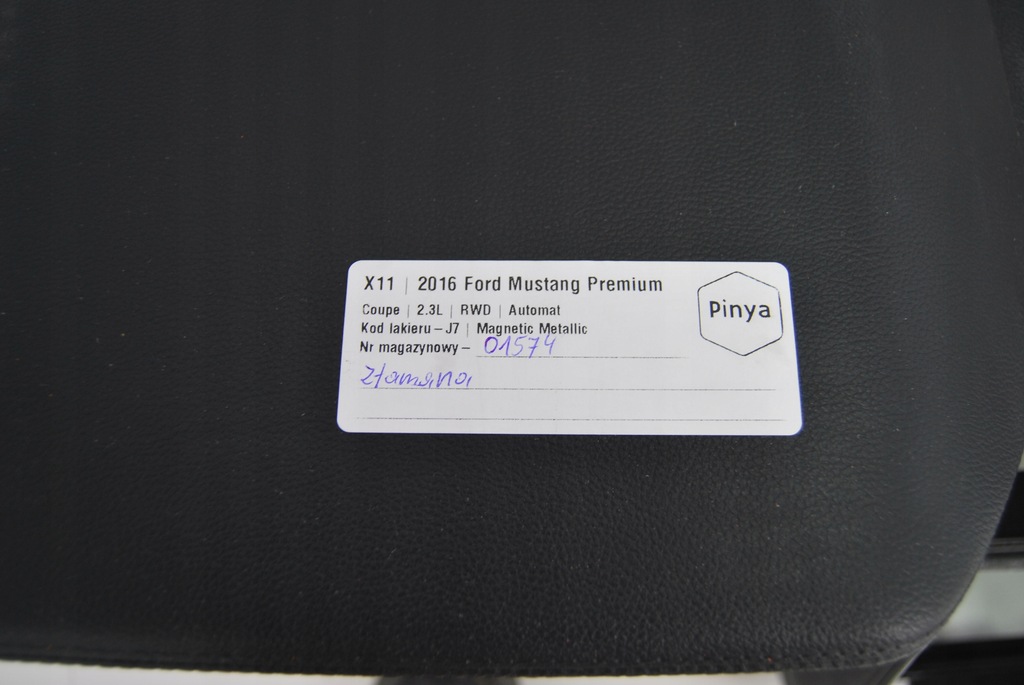 X11 | 2016 Ford Mustang Premium
Pinya
Coupe | 2.3L | RWD | Automat
Kod lakieru – J7 | Magnetic Metallic
Nr magazynowy – 01574
złamana